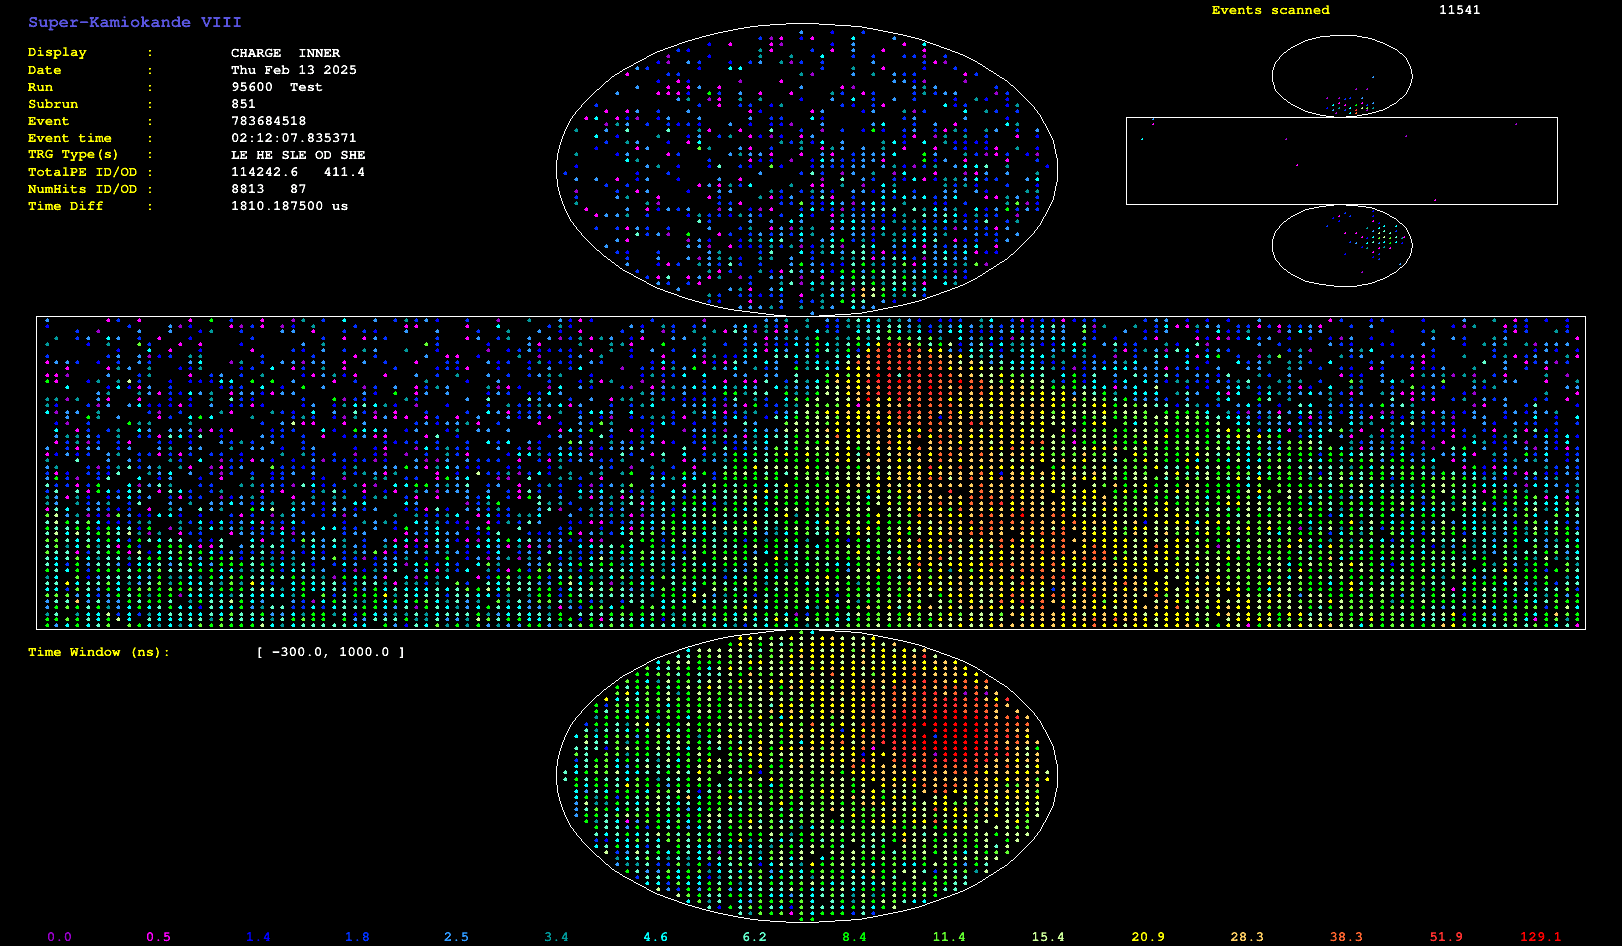 Super-Kamiokande VIII
Events scanned 11541
Display : CHARGE INNER
Date : Thu Feb 13 2025
Run : 95600 Test
Subrun : 851
Event : 783684518
Event time : 02:12:07.835371
TRG Type(s) : LE HE SLE OD SHE
TotalPE ID/OD : 114242.6 411.4
NumHits ID/OD : 8813 87
Time Diff : 1810.187500 us
Time Window (ns): [ -300.0, 1000.0 ]
0.0 0.5 1.4 1.8 2.5 3.4 4.6 6.2 8.4 11.4 15.4 20.9 28.3 38.3 51.9 129.1